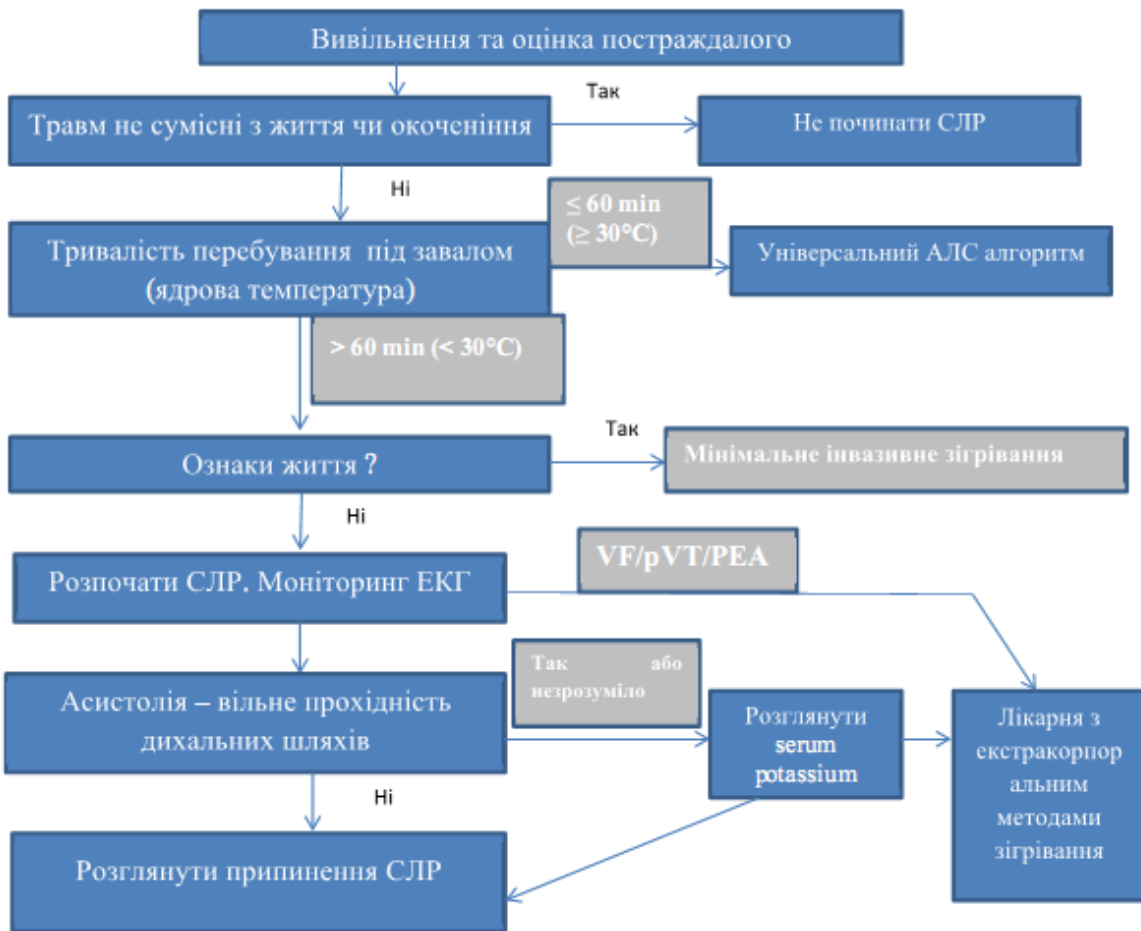 Вивільнення та оцінка постраждалого
Так
Травм не сумісні з життя чи окоченіння
Не починати СЛР
Ні
≤ 60 min
(≥ 30°C)
Тривалість перебування під завалом
(ядрова температура)
Універсальний АЛС алгоритм
> 60 min (< 30°C)
Так
Ознаки життя ?
Мінімальне інвазивне зігрівання
Ні
VF/pVT/PEA
Розпочати СЛР. Моніторинг ЕКГ
Так або
незрозуміло
Асистолія – вільне прохідність
дихальних шляхів
Розглянути
serum
potassium
Лікарня з
екстракорпор
альним
методами
зігрівання
Ні
Розглянути припинення СЛР